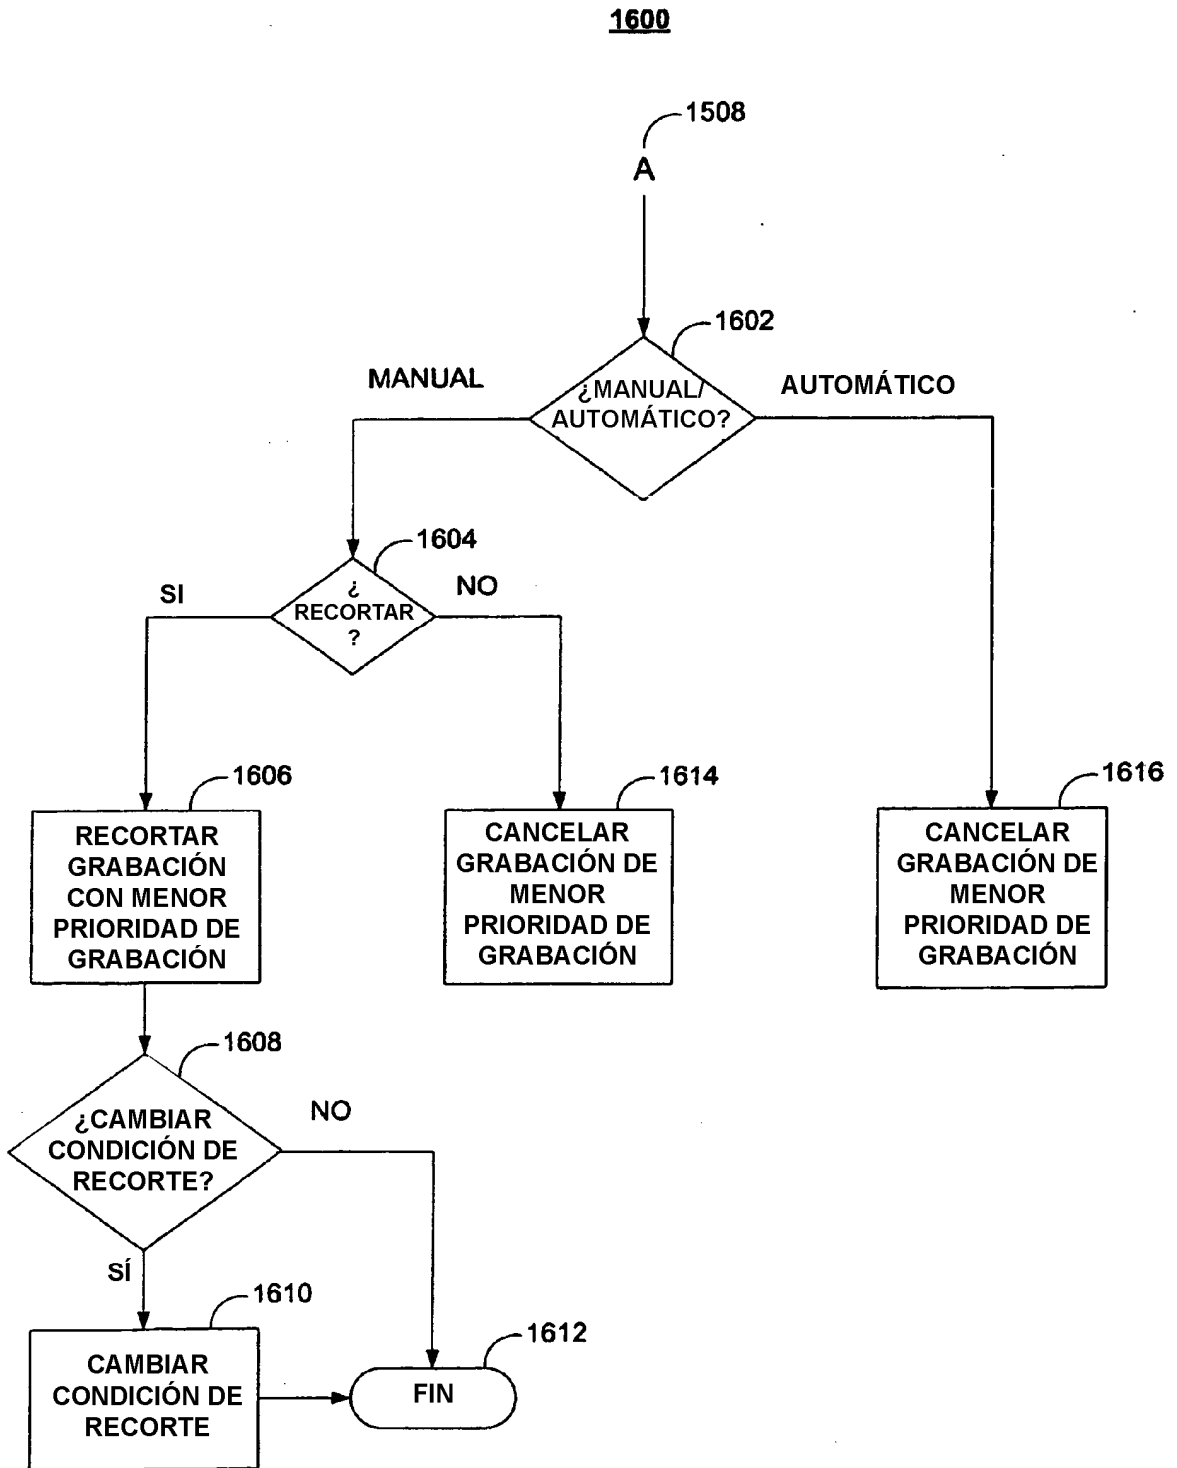 1600
1508
A
1602
MANUAL
¿MANUAL/
AUTOMÁTICO?
AUTOMÁTICO
1604
SI
¿
RECORTAR
?
NO
1606
RECORTAR
GRABACIÓN
CON MENOR
PRIORIDAD DE
GRABACIÓN
1614
CANCELAR
GRABACIÓN DE
MENOR
PRIORIDAD DE
GRABACIÓN
1616
CANCELAR
GRABACIÓN DE
MENOR
PRIORIDAD DE
GRABACIÓN
1608
¿CAMBIAR
CONDICIÓN DE
RECORTE?
NO
SÍ
1610
CAMBIAR
CONDICIÓN DE
RECORTE
1612
FIN